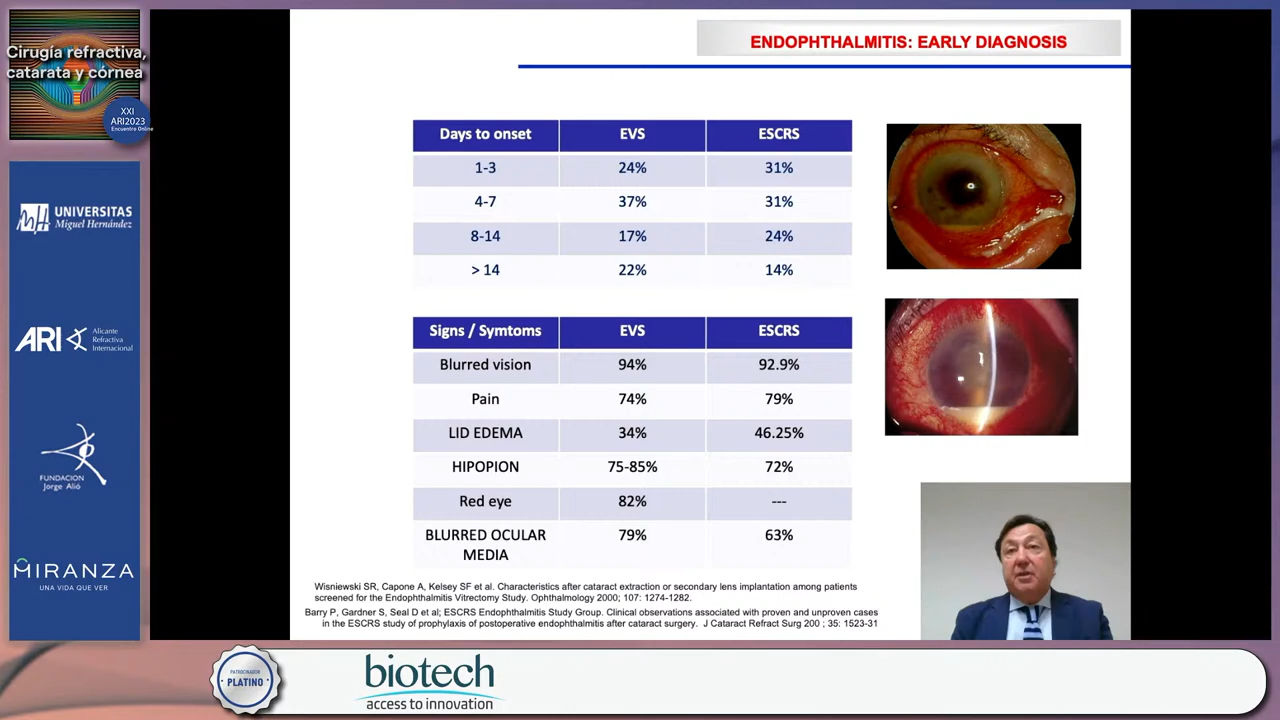 Cirugía refractiva,
catarata y córnea
XXI
ARI2023
Encuentro Online
UNIVERSITAS
Miguel Hernández
ARI
Alicante
Refractiva
Internacional
FUNDACION
Jorge Alió
MIRANZA
UNA VIDA QUE VER
ENDOPHTHALMITIS: EARLY DIAGNOSIS
Days to onset EVS ESCRS
1-3 24% 31%
4-7 37% 31%
8-14 17% 24%
> 14 22% 14%
Signs / Symtoms EVS ESCRS
Blurred vision 94% 92.9%
Pain 74% 79%
LID EDEMA 34% 46.25%
HIPOPION 75-85% 72%
Red eye 82% ---
BLURRED OCULAR 79% 63%
MEDIA
Wisniewski SR, Capone A, Kelsey SF et al. Characteristics after cataract extraction or secondary lens implantation among patients
screened for the Endophthalmitis Vitrectomy Study. Ophthalmology 2000; 107: 1274-1282.
Barry P, Gardner S, Seal D et al; ESCRS Endophthalmitis Study Group. Clinical observations associated with proven and unproven cases
in the ESCRS study of prophylaxis of postoperative endophthalmitis after cataract surgery. J Cataract Refract Surg 200 ; 35: 1523-31
PATROCINADOR
PLATINO
biotech
access to innovation